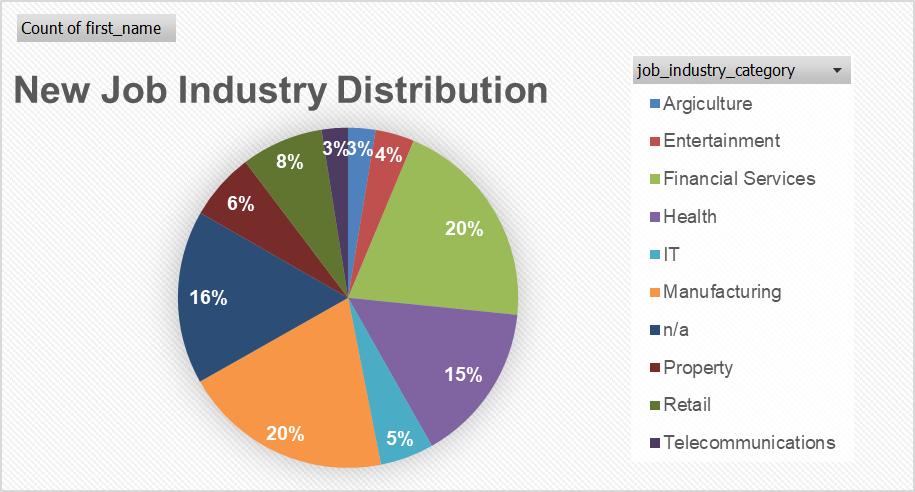 Count of first_name
New Job Industry Distribution
job_industry_category
Argiculture
Entertainment
Financial Services
Health
IT
Manufacturing
n/a
Property
Retail
Telecommunications
3%
4%
20%
15%
5%
20%
16%
6%
8%
3%